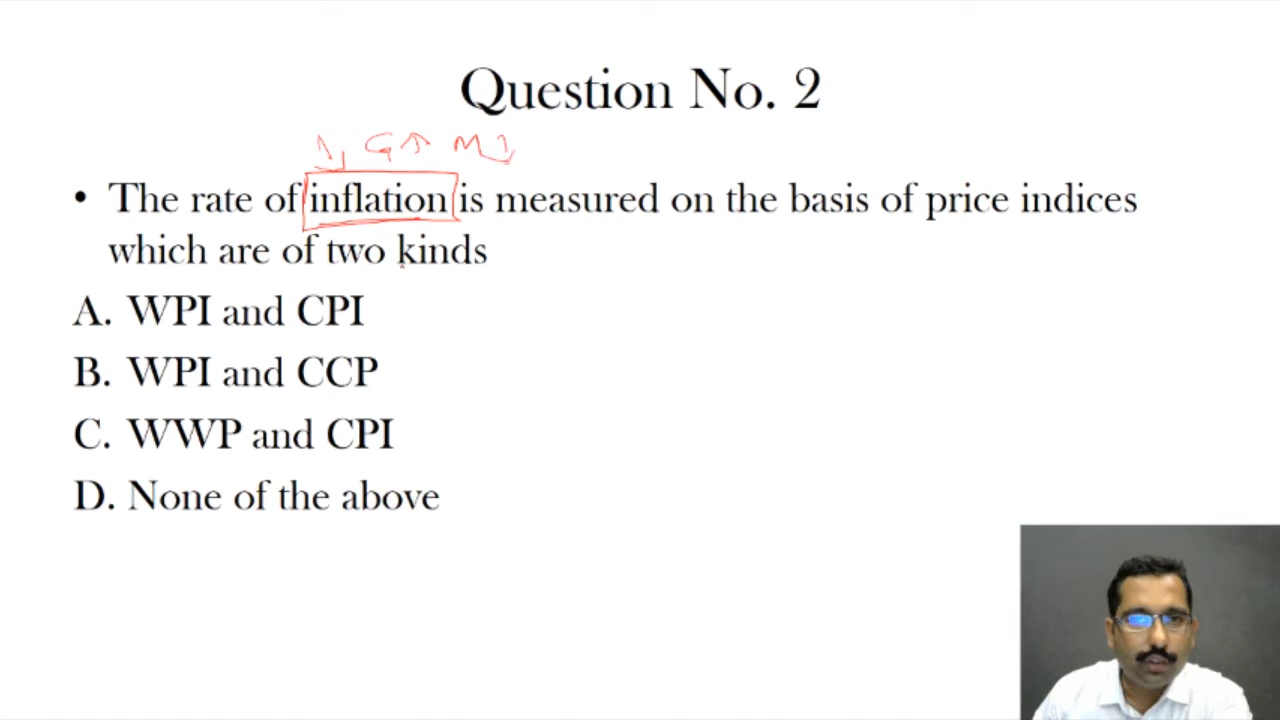 Question No. 2
G↑ M↓
• The rate of inflation is measured on the basis of price indices
which are of two kinds
A. WPI and CPI
B. WPI and CCP
C. WWP and CPI
D. None of the above